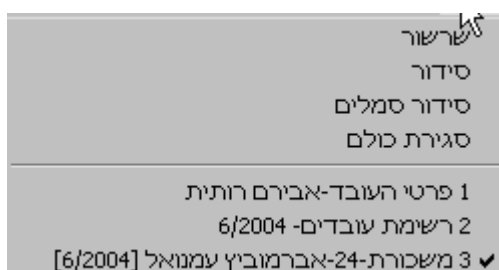 שרשור
סידור
סידור סמלים
סגירת כולם
1 פרטי העובד-אבירם רותית
2 רשימת עובדים- 6/2004
3 משכורת-24-אברמוביץ עמנואל [6/2004]